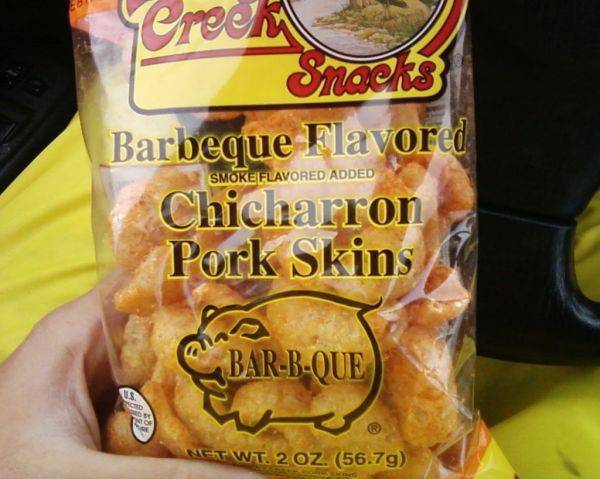 Creek
Snacks
Barbeque Flavored
SMOKE FLAVORED ADDED
Chicharron
Pork Skins
BAR-B-QUE
®
U.S.
NET WT. 2 OZ. (56.7g)